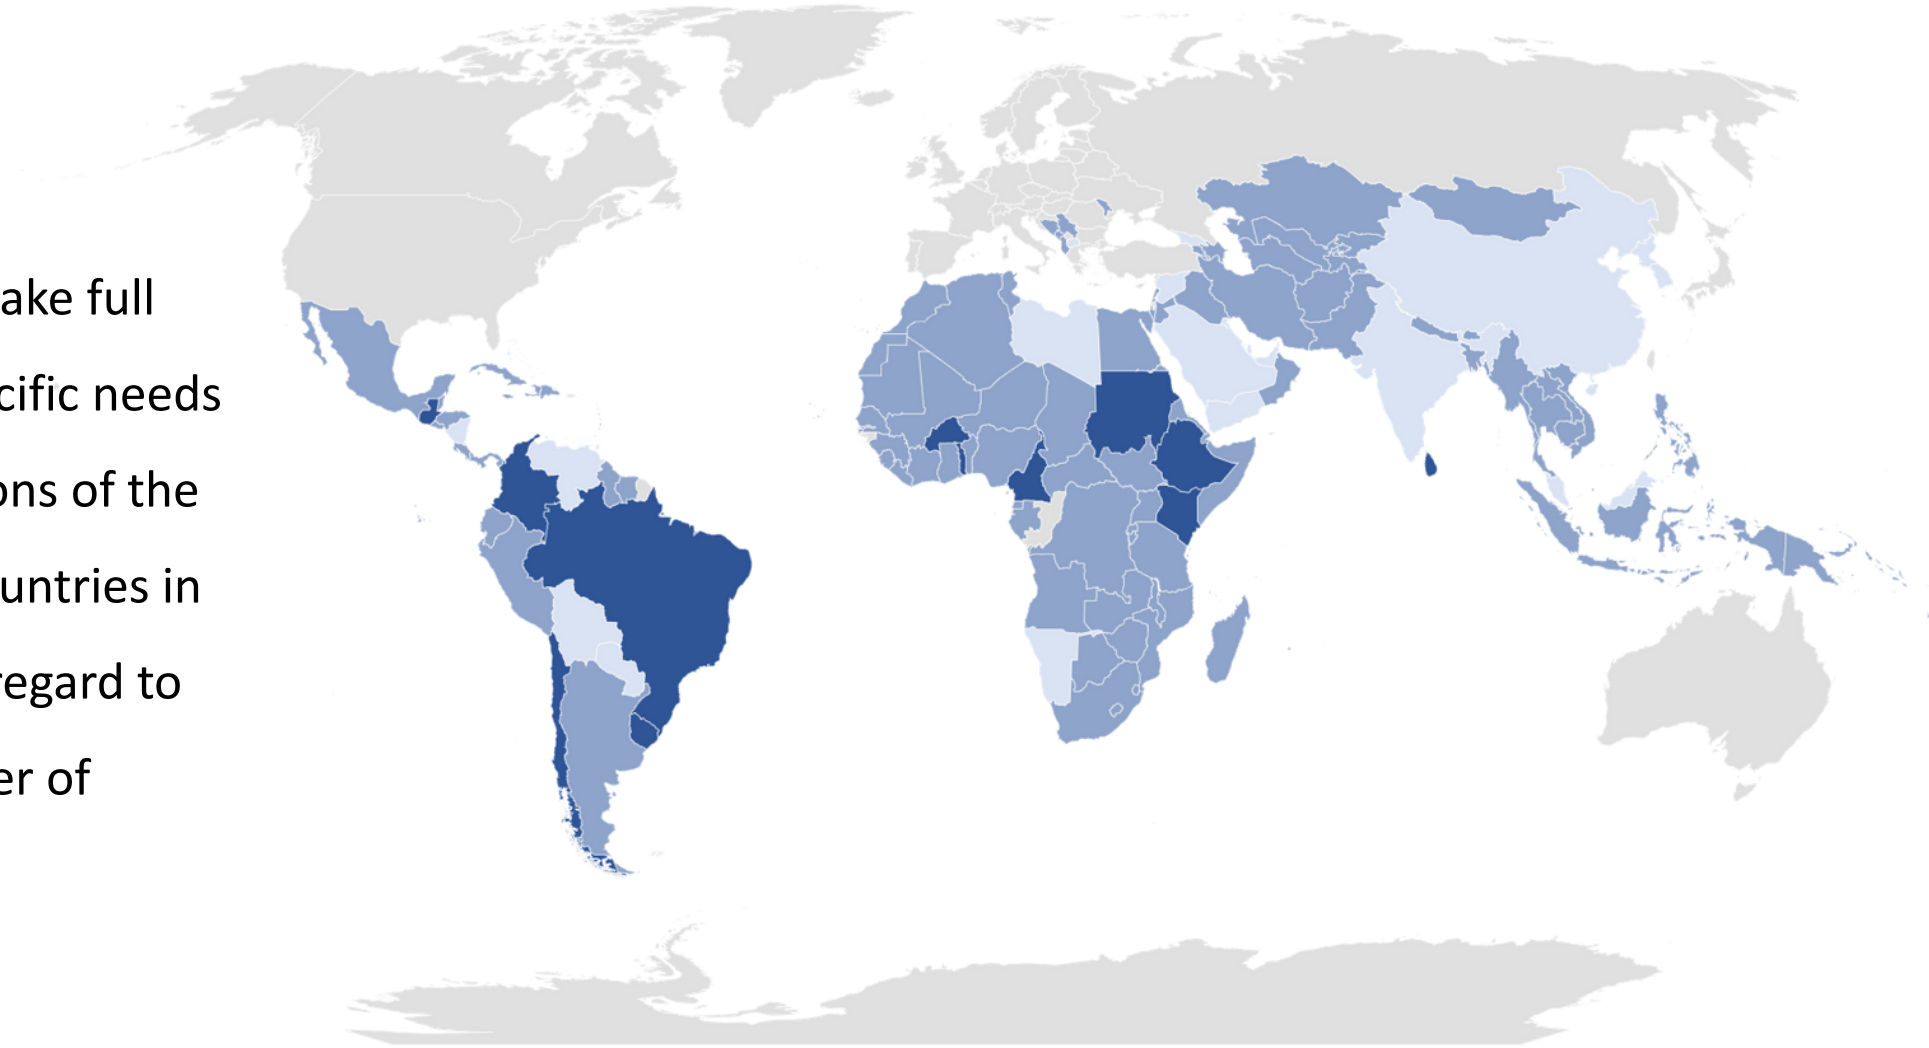 ake full
cific needs
ons of the
untries in
regard to
er of